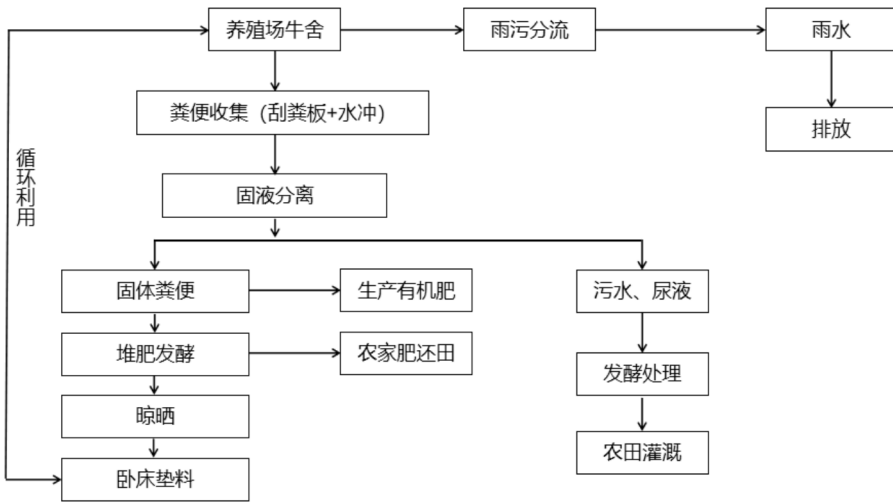 养殖场牛舍
雨污分流
雨水
粪便收集（刮粪板+水冲）
排放
循环利用
固液分离
固体粪便
生产有机肥
污水、尿液
堆肥发酵
农家肥还田
发酵处理
晾晒
农田灌溉
卧床垫料